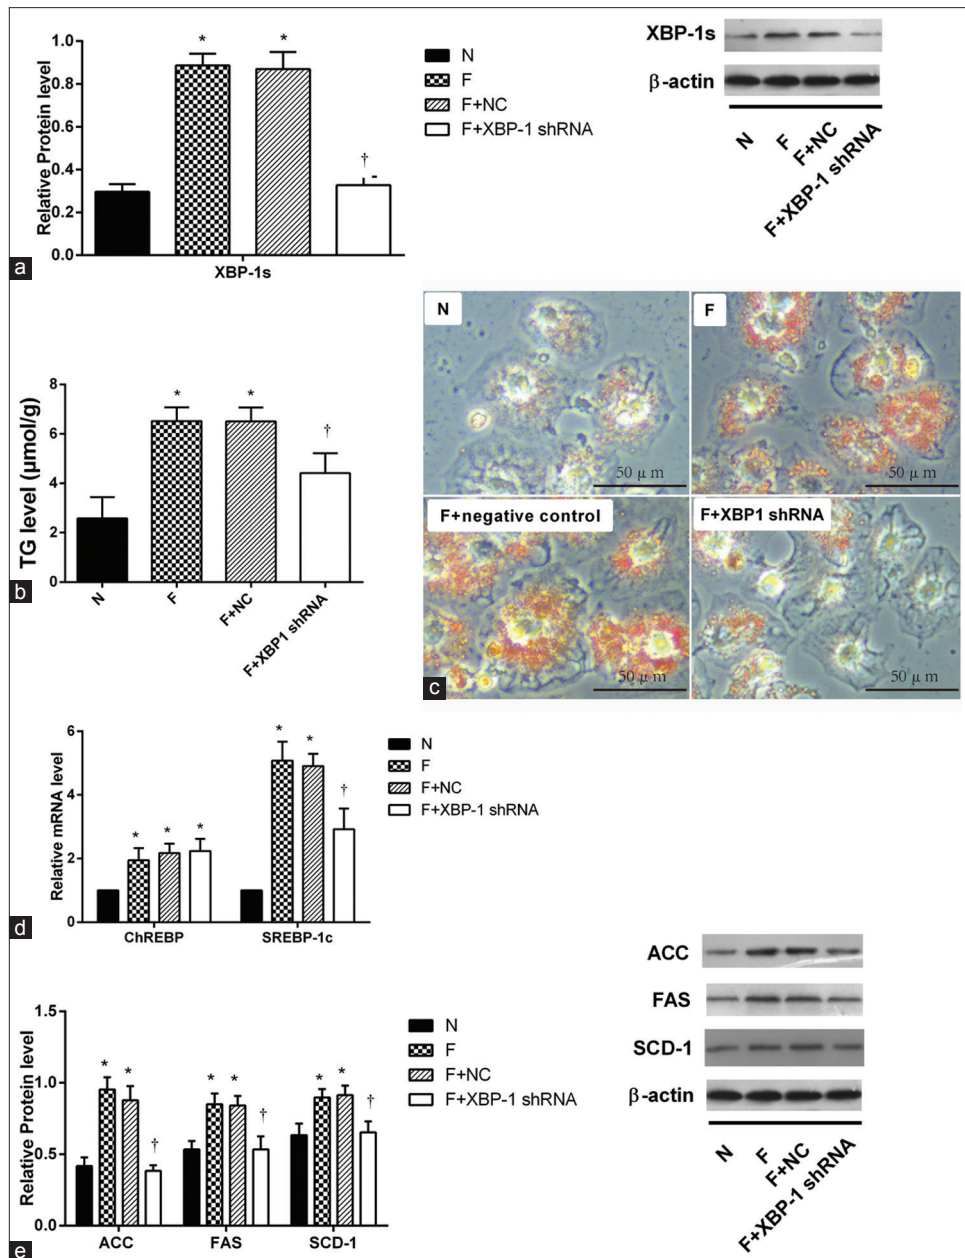 1.0
0.8
0.6
0.4
0.2
0.0
Relative Protein level
*
*
†
-
XBP-1s
N
F
F+NC
F+XBP-1 shRNA
XBP-1s
β-actin
N
F
F+NC
F+XBP-1 shRNA
a
8
6
4
2
0
TG level (μmol/g)
*
*
†
N
F
F+NC
F+XBP1 shRNA
b
N
50 μ m
F
50 μ m
F+negative control
50 μ m
F+XBP1 shRNA
50 μ m
c
6
4
2
0
Relative mRNA level
* * *
* *
†
ChREBP SREBP-1c
N
F
F+NC
F+XBP-1 shRNA
d
1.5
1.0
0.5
0.0
Relative Protein level
* * †
* * †
* * †
ACC FAS SCD-1
N
F
F+NC
F+XBP-1 shRNA
ACC
FAS
SCD-1
β-actin
N
F
F+NC
F+XBP-1 shRNA
e